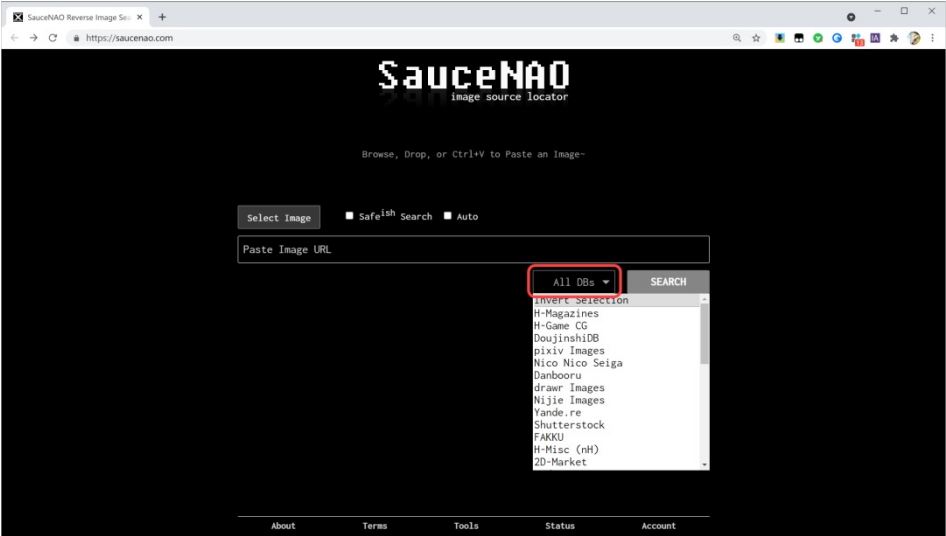 SauceNAO Reverse Image Sea
https://saucenao.com
13
IA
SauceNAO
image source locator
Browse, Drop, or Ctrl+V to Paste an Image~
Select Image
Safeish Search
Auto
Paste Image URL
All DBs
SEARCH
Invert Selection
H-Magazines
H-Game CG
DoujinshiDB
pixiv Images
Nico Nico Seiga
Danbooru
drawr Images
Nijie Images
Yande.re
Shutterstock
FAKKU
H-Misc (nH)
2D-Market
About Terms Tools Status Account